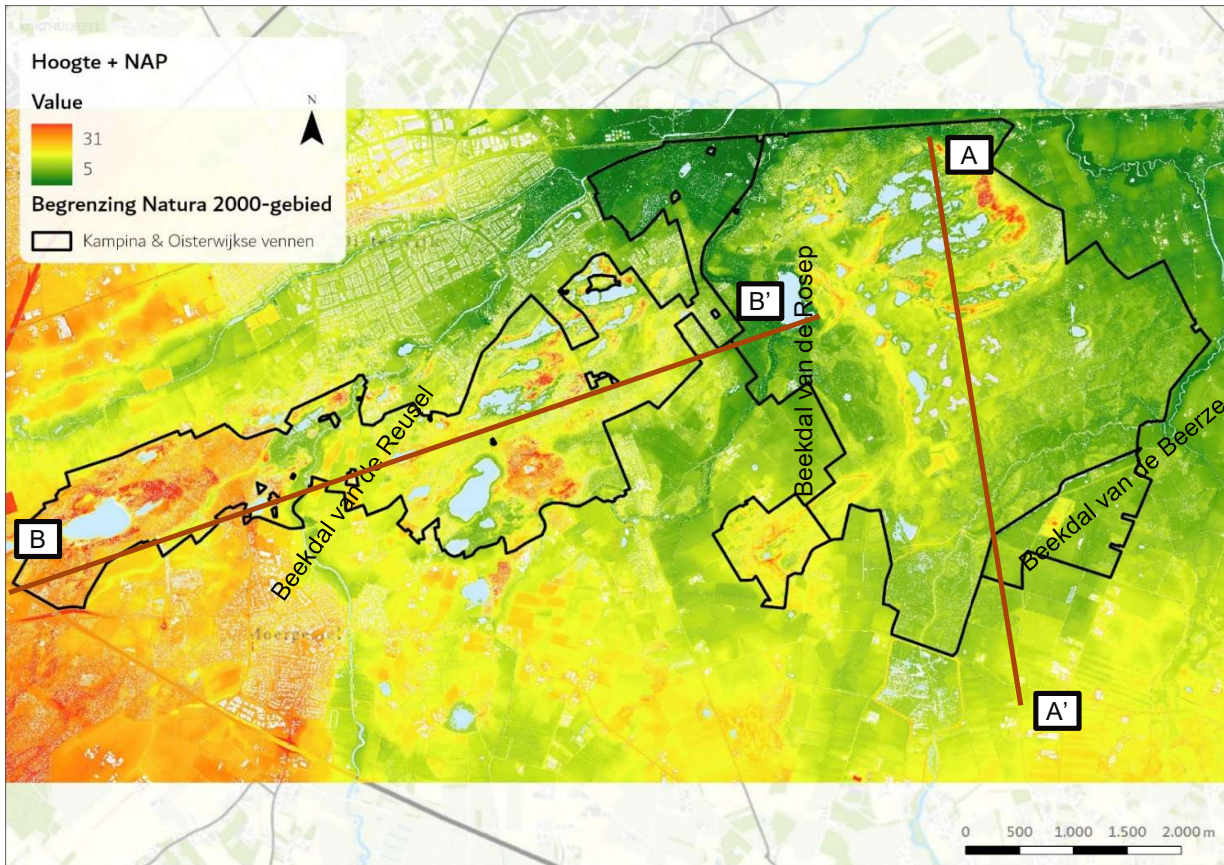 Hoogte + NAP
Value
31
5
N
Begrenzing Natura 2000-gebied
Kampina & Oisterwijkse vennen
A
B'
Beekdal van de Rosep
Beekdal van de Reusel
Beekdal van de Beerze
B
A'
0 500 1.000 1.500 2.000 m